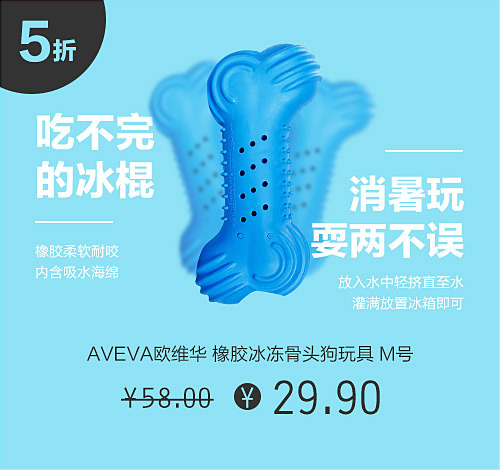 5折
吃不完
的冰棍
橡胶柔软耐咬
内含吸水海绵
消暑玩
耍两不误
放入水中轻挤直至水
灌满放置冰箱即可
AVEVA欧维华 橡胶冰冻骨头狗玩具 M号
¥58.00 ¥ 29.90